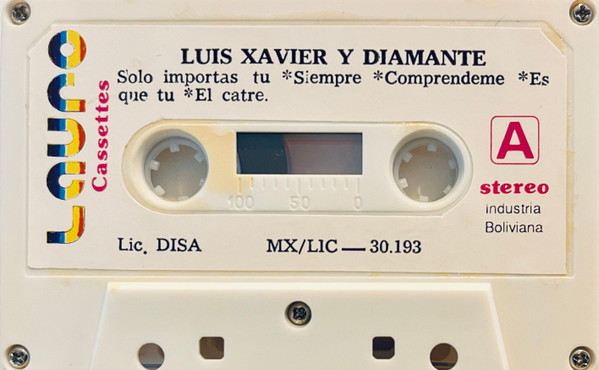 LUIS XAVIER Y DIAMANTE
Solo importas tu *Siempre *Comprendeme *Es
que tu *El catre.
Lauro
Cassettes
A
stereo
industria
Boliviana
100 50 0
Lic. DISA MX/LIC — 30.193